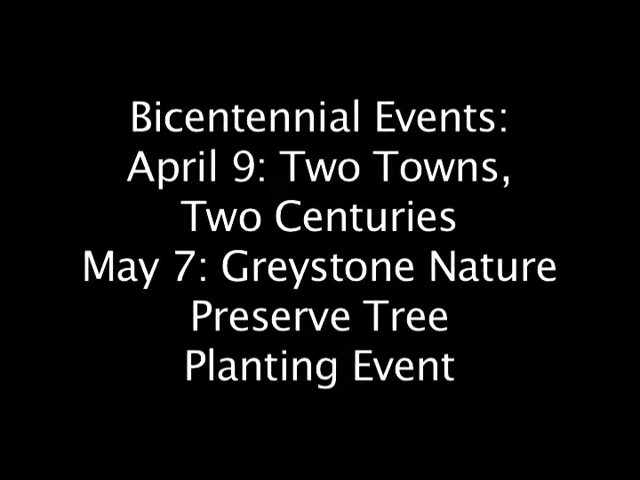 Bicentennial Events:
April 9: Two Towns,
Two Centuries
May 7: Greystone Nature
Preserve Tree
Planting Event